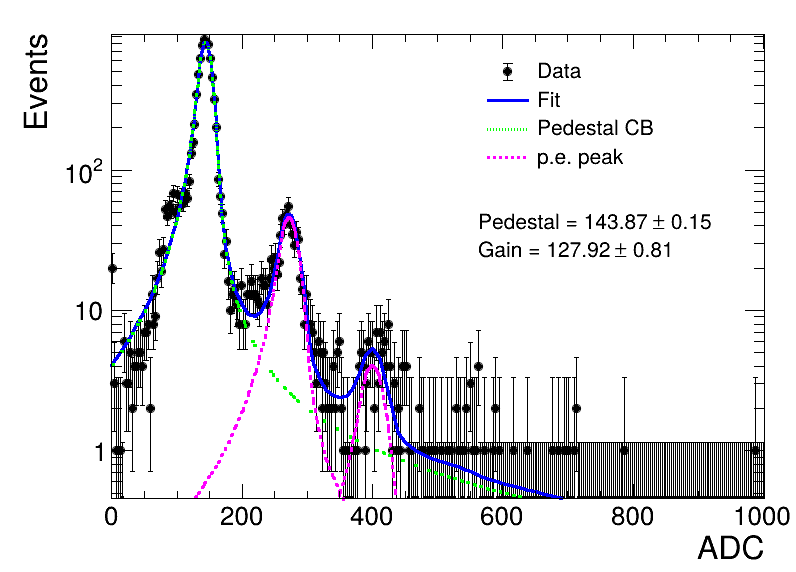 Events
10²
10
1
Data
Fit
Pedestal CB
p.e. peak
Pedestal = 143.87 ± 0.15
Gain = 127.92 ± 0.81
0 200 400 600 800 1000
ADC